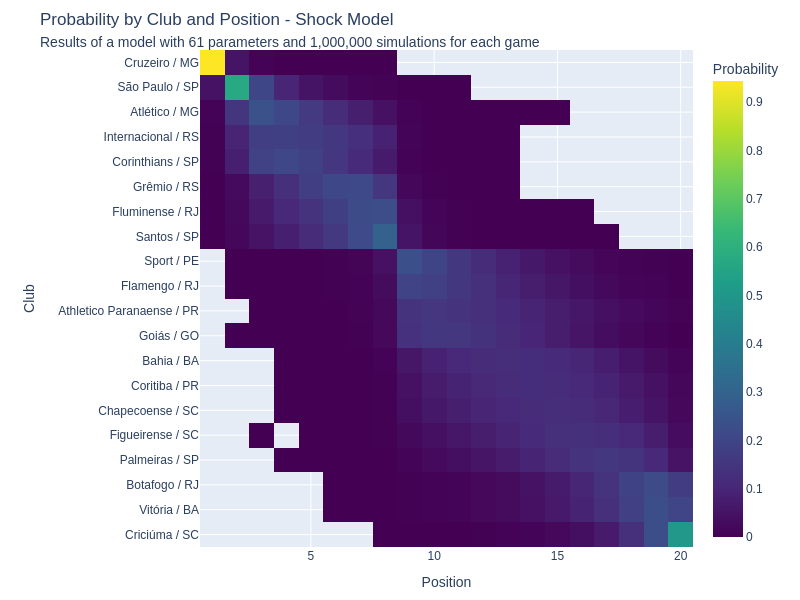 Probability by Club and Position - Shock Model
Results of a model with 61 parameters and 1,000,000 simulations for each game
Probability
Cruzeiro / MG
São Paulo / SP
Atlético / MG
Internacional / RS
Corinthians / SP
Grêmio / RS
Fluminense / RJ
Santos / SP
Sport / PE
Flamengo / RJ
Athletico Paranaense / PR
Goiás / GO
Bahia / BA
Coritiba / PR
Chapecoense / SC
Figueirense / SC
Palmeiras / SP
Botafogo / RJ
Vitória / BA
Criciúma / SC
Club
5
10
15
20
Position
0.9
0.8
0.7
0.6
0.5
0.4
0.3
0.2
0.1
0